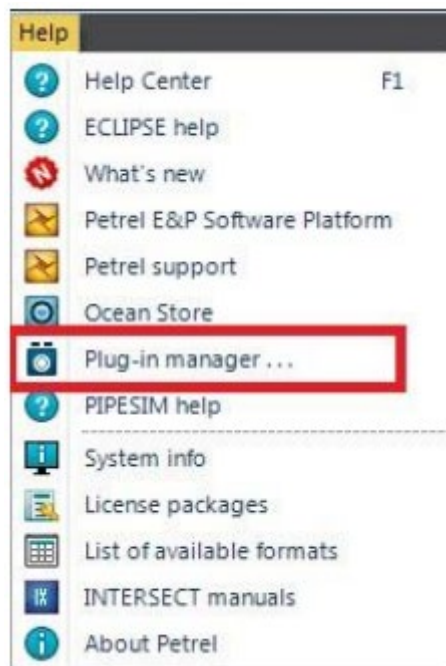 Help
Help Center F1
ECLIPSE help
What's new
Petrel E&P Software Platform
Petrel support
Ocean Store
Plug-in manager ...
PIPESIM help
System info
License packages
List of available formats
INTERSECT manuals
About Petrel